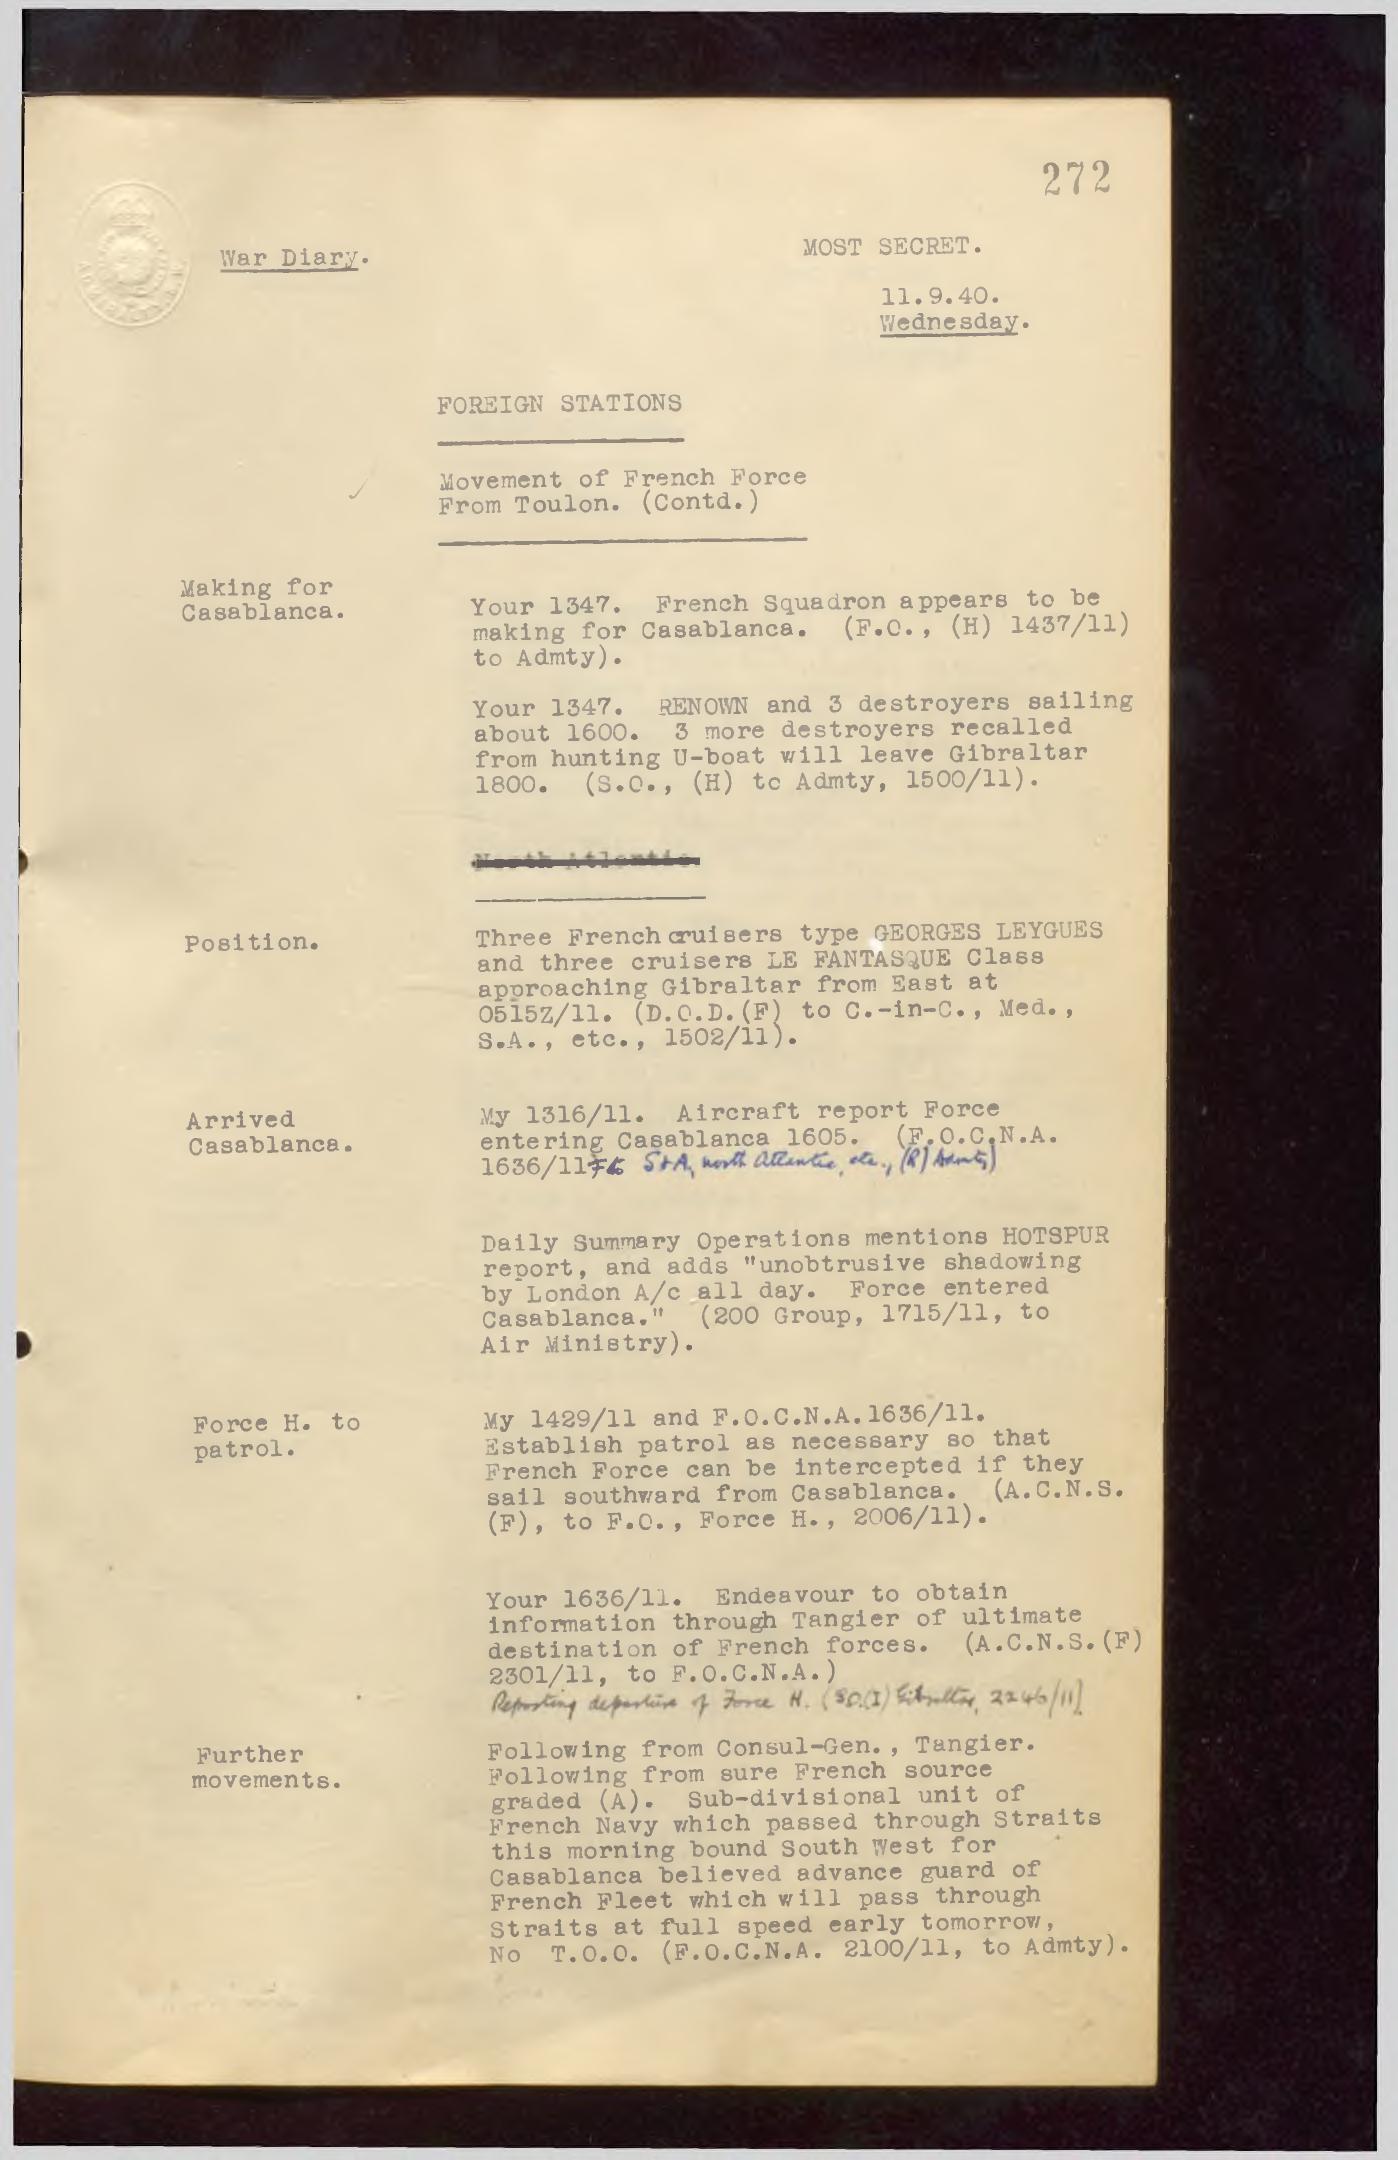 272
War Diary.
MOST SECRET.
11.9.40.
Wednesday.
FOREIGN STATIONS
Movement of French Force
From Toulon. (Contd.)
Making for
Casablanca.
Your 1347. French Squadron appears to be
making for Casablanca. (F.O., (H) 1437/11)
to Admty).
Your 1347. RENOWN and 3 destroyers sailing
about 1600. 3 more destroyers recalled
from hunting U-boat will leave Gibraltar
1800. (S.O., (H) to Admty, 1500/11).
North Atlantic
Position.
Three French cruisers type GEORGES LEYGUES
and three cruisers LE FANTASQUE Class
approaching Gibraltar from East at
0515Z/11. (D.O.D.(F) to C.-in-C., Med.,
S.A., etc., 1502/11).
Arrived
Casablanca.
My 1316/11. Aircraft report Force
entering Casablanca 1605. (F.O.C.N.A.
1636/11 to S+A, north Atlantic, etc., (R) Admty)
Daily Summary Operations mentions HOTSPUR
report, and adds "unobtrusive shadowing
by London A/c all day. Force entered
Casablanca." (200 Group, 1715/11, to
Air Ministry).
Force H. to
patrol.
My 1429/11 and F.O.C.N.A.1636/11.
Establish patrol as necessary so that
French Force can be intercepted if they
sail southward from Casablanca. (A.C.N.S.
(F), to F.O., Force H., 2006/11).
Your 1636/11. Endeavour to obtain
information through Tangier of ultimate
destination of French forces. (A.C.N.S.(F)
2301/11, to F.O.C.N.A.)
Reporting departure of Force H. (SO.(I) Gibraltar, 2246/11)
Further
movements.
Following from Consul-Gen., Tangier.
Following from sure French source
graded (A). Sub-divisional unit of
French Navy which passed through Straits
this morning bound South West for
Casablanca believed advance guard of
French Fleet which will pass through
Straits at full speed early tomorrow,
No T.O.O. (F.O.C.N.A. 2100/11, to Admty).